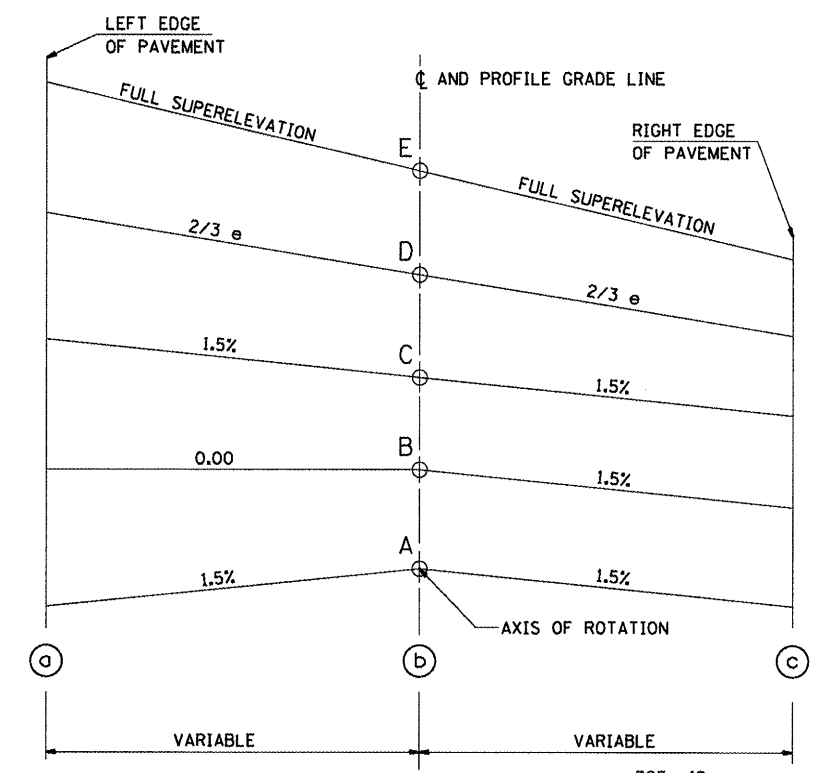 LEFT EDGE
OF PAVEMENT
℄ AND PROFILE GRADE LINE
FULL SUPERELEVATION
E
RIGHT EDGE
OF PAVEMENT
FULL SUPERELEVATION
2/3 e
D
2/3 e
1.5%
C
1.5%
0.00
B
1.5%
A
1.5%
1.5%
AXIS OF ROTATION
a
b
c
VARIABLE
VARIABLE